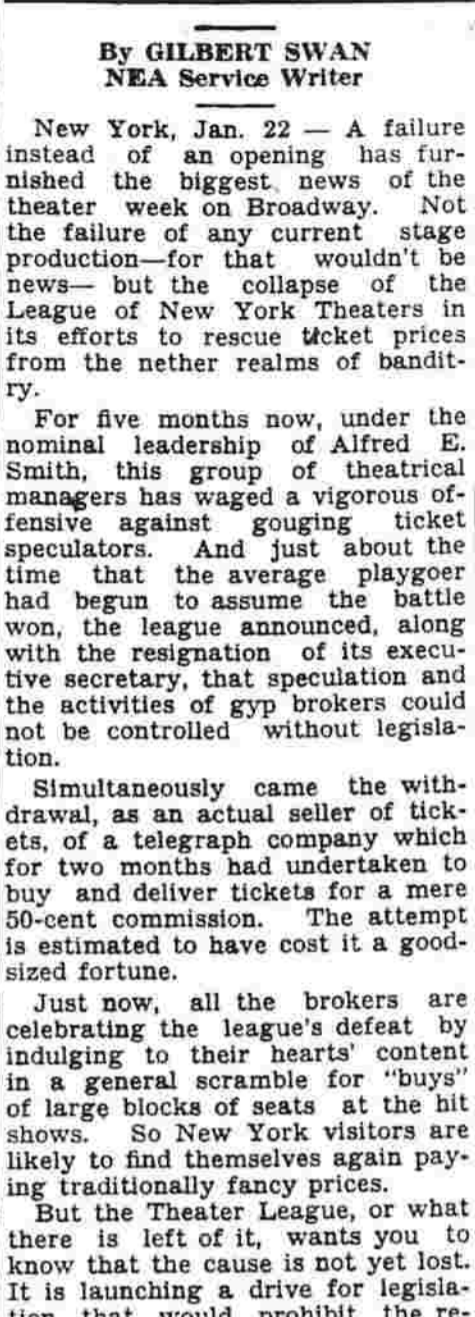 By GILBERT SWAN
NEA Service Writer
New York, Jan. 22 — A failure
instead of an opening has fur-
nished the biggest news of the
theater week on Broadway. Not
the failure of any current stage
production—for that wouldn't be
news— but the collapse of the
League of New York Theaters in
its efforts to rescue ticket prices
from the nether realms of bandit-
ry.
For five months now, under the
nominal leadership of Alfred E.
Smith, this group of theatrical
managers has waged a vigorous of-
fensive against gouging ticket
speculators. And just about the
time that the average playgoer
had begun to assume the battle
won, the league announced, along
with the resignation of its execu-
tive secretary, that speculation and
the activities of gyp brokers could
not be controlled without legisla-
tion.
Simultaneously came the with-
drawal, as an actual seller of tick-
ets, of a telegraph company which
for two months had undertaken to
buy and deliver tickets for a mere
50-cent commission. The attempt
is estimated to have cost it a good-
sized fortune.
Just now, all the brokers are
celebrating the league's defeat by
indulging to their hearts' content
in a general scramble for "buys"
of large blocks of seats at the hit
shows. So New York visitors are
likely to find themselves again pay-
ing traditionally fancy prices.
But the Theater League, or what
there is left of it, wants you to
know that the cause is not yet lost.
It is launching a drive for legisla-
tion that would prohibit the re-